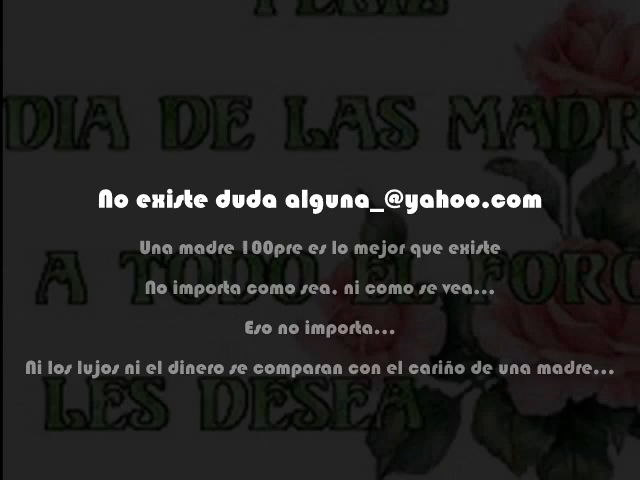 FELIZ
DIA DE LAS MADR
No existe duda alguna_@yahoo.com
Una madre 100pre es lo mejor que existe
A TODO EL FORO
No importa como sea, ni como se vea...
Eso no importa...
Ni los lujos ni el dinero se comparan con el cariño de una madre...
LES DESEA